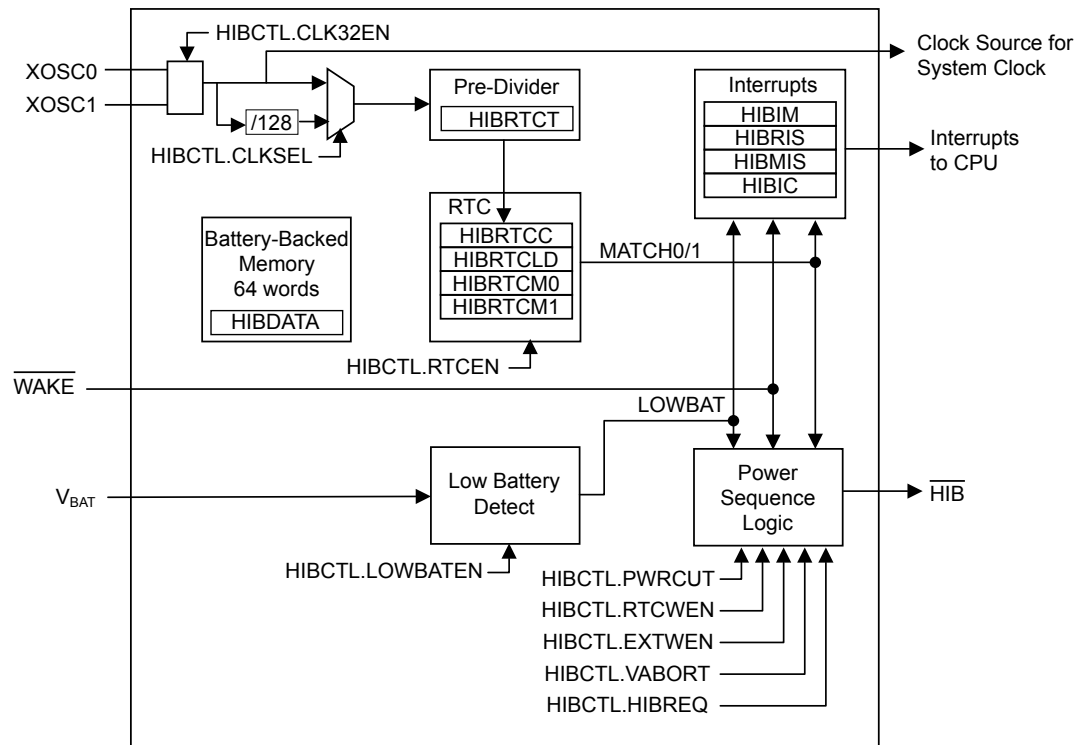 HIBCTL.CLK32EN
XOSC0
XOSC1
/128
HIBCTL.CLKSEL
Pre-Divider
HIBRTCT
Interrupts
HIBIM
HIBRIS
HIBMIS
HIBIC
Clock Source for
System Clock
Interrupts
to CPU
Battery-Backed
Memory
64 words
HIBDATA
RTC
HIBRTCC
HIBRTCLD
HIBRTCM0
HIBRTCM1
MATCH0/1
HIBCTL.RTCEN
WAKE
LOWBAT
VBAT
Low Battery
Detect
HIBCTL.LOWBATEN
Power
Sequence
Logic
HIB
HIBCTL.PWRCUT
HIBCTL.RTCWEN
HIBCTL.EXTWEN
HIBCTL.VABORT
HIBCTL.HIBREQ